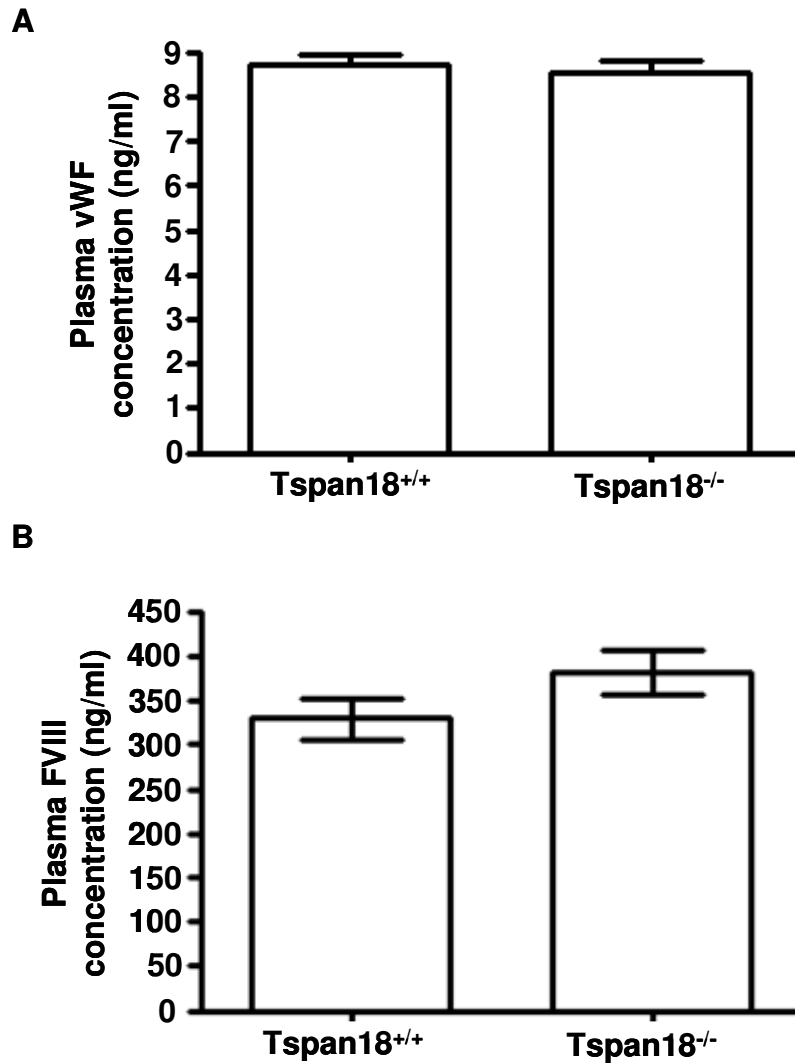 A
Plasma vWF
concentration (ng/ml)
9
8
7
6
5
4
3
2
1
0
Tspan18+/+
Tspan18-/-
B
Plasma FVIII
concentration (ng/ml)
450
400
350
300
250
200
150
100
50
0
Tspan18+/+
Tspan18-/-